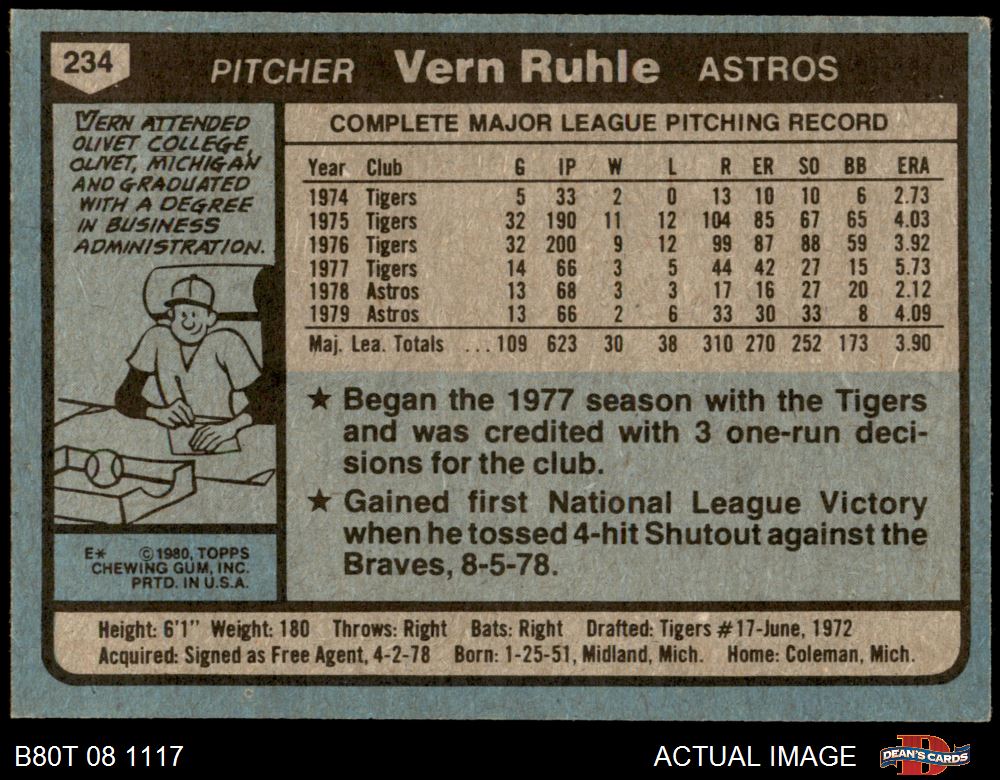 234 PITCHER Vern Ruhle ASTROS
VERN ATTENDED
OLIVET COLLEGE,
OLIVET, MICHIGAN
AND GRADUATED
WITH A DEGREE
IN BUSINESS
ADMINISTRATION.
COMPLETE MAJOR LEAGUE PITCHING RECORD
Year Club G IP W L R ER SO BB ERA
1974 Tigers 5 33 2 0 13 10 10 6 2.73
1975 Tigers 32 190 11 12 104 85 67 65 4.03
1976 Tigers 32 200 9 12 99 87 88 59 3.92
1977 Tigers 14 66 3 5 44 42 27 15 5.73
1978 Astros 13 68 3 3 17 16 27 20 2.12
1979 Astros 13 66 2 6 33 30 33 8 4.09
Maj. Lea. Totals ... 109 623 30 38 310 270 252 173 3.90
★ Began the 1977 season with the Tigers
and was credited with 3 one-run deci-
sions for the club.
★ Gained first National League Victory
when he tossed 4-hit Shutout against the
Braves, 8-5-78.
E* © 1980, TOPPS
CHEWING GUM, INC.
PRTD. IN U.S.A.
Height: 6'1" Weight: 180 Throws: Right Bats: Right Drafted: Tigers #17-June, 1972
Acquired: Signed as Free Agent, 4-2-78 Born: 1-25-51, Midland, Mich. Home: Coleman, Mich.
B80T 08 1117 ACTUAL IMAGE D DEAN'S CARDS